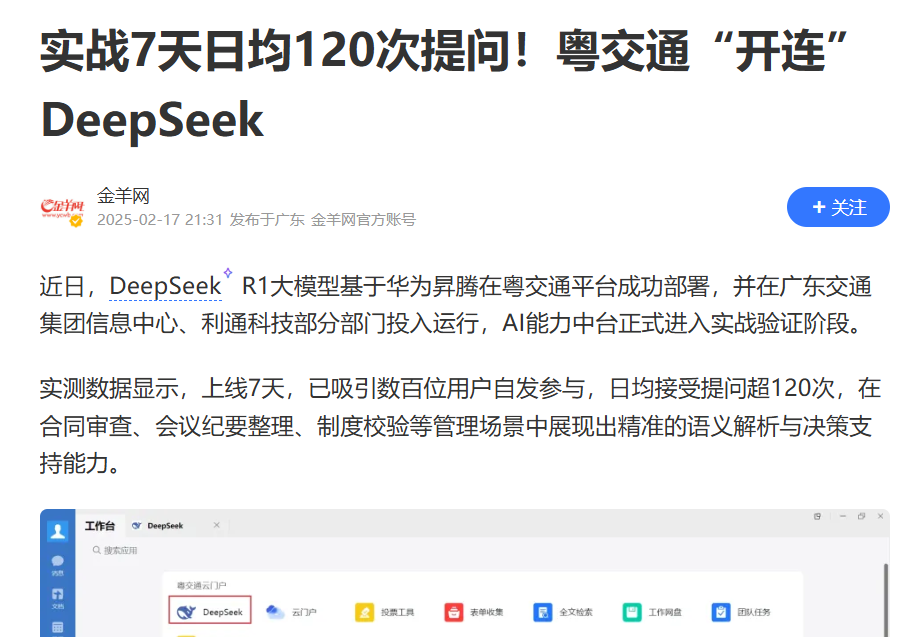 实战7天日均120次提问！粤交通“开连”
DeepSeek
金羊网
2025-02-17 21:31 发布于广东 金羊网官方账号
+ 关注
近日，DeepSeek R1大模型基于华为昇腾在粤交通平台成功部署，并在广东交通
集团信息中心、利通科技部分部门投入运行，AI能力中台正式进入实战验证阶段。
实测数据显示，上线7天，已吸引数百位用户自发参与，日均接受提问超120次，在
合同审查、会议纪要整理、制度校验等管理场景中展现出精准的语义解析与决策支
持能力。
工作台 DeepSeek
搜索应用
消息
文档
粤交通云门户
DeepSeek 云门户 投票工具 表单收集 全文检索 工作网盘 团队任务